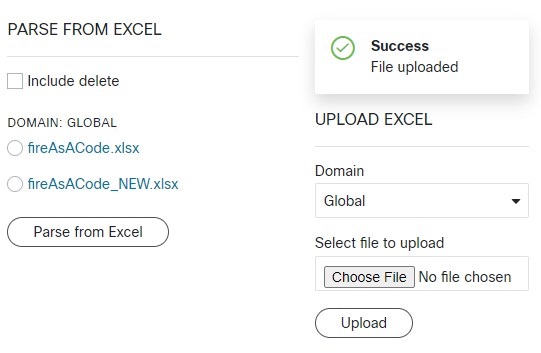 PARSE FROM EXCEL
Include delete
DOMAIN: GLOBAL
fireAsACode.xlsx
fireAsACode_NEW.xlsx
Parse from Excel
Success
File uploaded
UPLOAD EXCEL
Domain
Global
Select file to upload
Choose File No file chosen
Upload